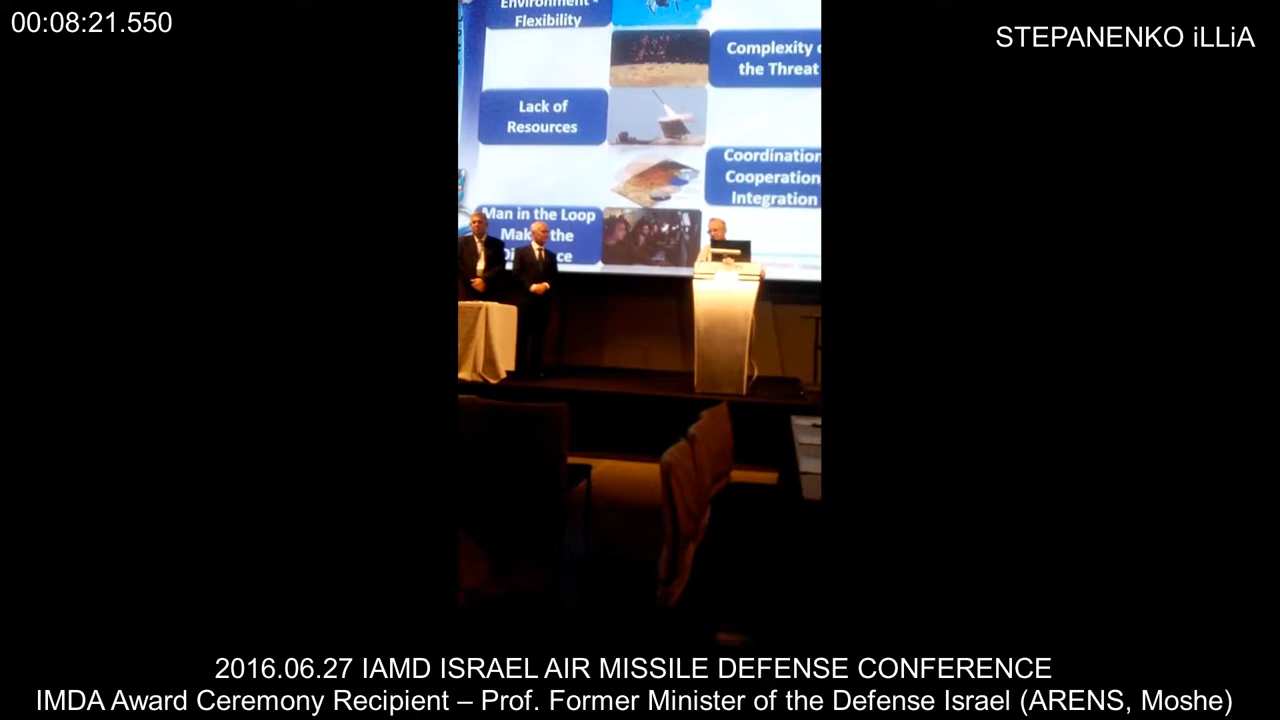 00:08:21.550
STEPANENKO iLLiA
Environment -
Flexibility
Complexity
the Threat
Lack of
Resources
Coordination
Cooperation
Integration
Man in the Loop
the
2016.06.27 IAMD ISRAEL AIR MISSILE DEFENSE CONFERENCE
IMDA Award Ceremony Recipient – Prof. Former Minister of the Defense Israel (ARENS, Moshe)